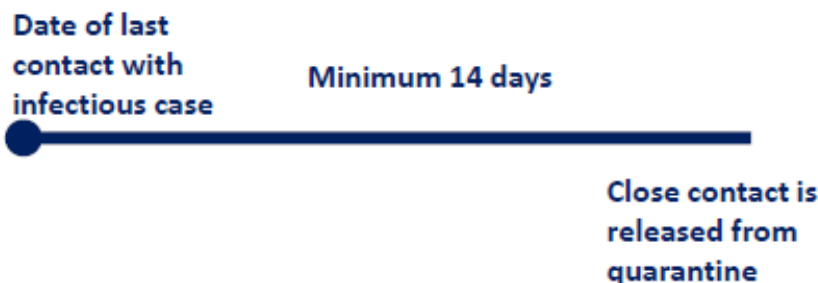 Date of last
contact with
infectious case
Minimum 14 days
Close contact is
released from
quarantine